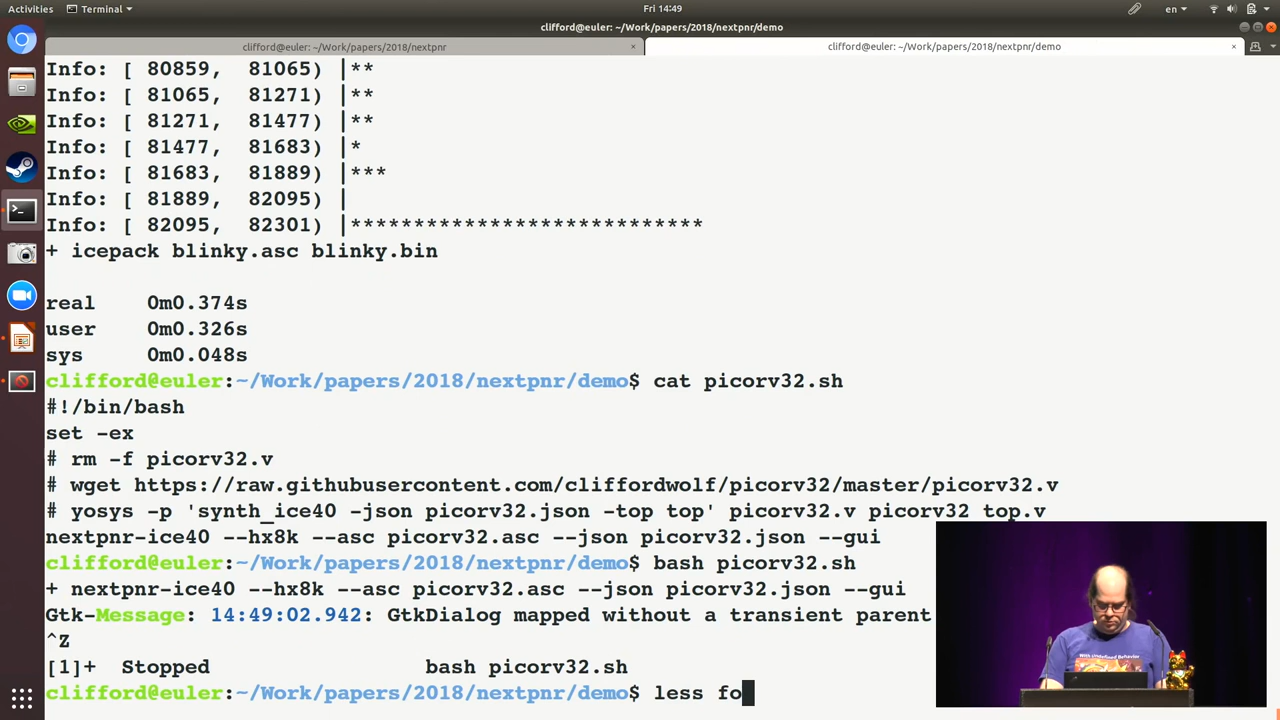 Activities
Terminal
Fri 14:49
en
clifford@euler: ~/Work/papers/2018/nextpnr/demo
clifford@euler: ~/Work/papers/2018/nextpnr
clifford@euler: ~/Work/papers/2018/nextpnr/demo
Info: [ 80859,  81065) |**
Info: [ 81065,  81271) |**
Info: [ 81271,  81477) |**
Info: [ 81477,  81683) |*
Info: [ 81683,  81889) |***
Info: [ 81889,  82095) |
Info: [ 82095,  82301) |****************************
+ icepack blinky.asc blinky.bin
real    0m0.374s
user    0m0.326s
sys     0m0.048s
clifford@euler:~/Work/papers/2018/nextpnr/demo$ cat picorv32.sh
#!/bin/bash
set -ex
# rm -f picorv32.v
# wget https://raw.githubusercontent.com/cliffordwolf/picorv32/master/picorv32.v
# yosys -p 'synth_ice40 -json picorv32.json -top top' picorv32.v picorv32_top.v
nextpnr-ice40 --hx8k --asc picorv32.asc --json picorv32.json --gui
clifford@euler:~/Work/papers/2018/nextpnr/demo$ bash picorv32.sh
+ nextpnr-ice40 --hx8k --asc picorv32.asc --json picorv32.json --gui
Gtk-Message: 14:49:02.942: GtkDialog mapped without a transient parent
^Z
[1]+  Stopped                 bash picorv32.sh
clifford@euler:~/Work/papers/2018/nextpnr/demo$ less fo
With Undefined Behavior